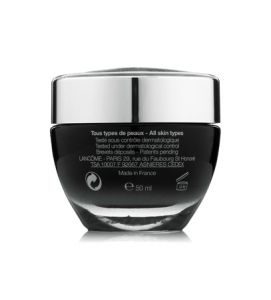 Tous types de peaux - All skin types
Testé sous contrôle dermatologique
Tested under dermatological control
Brevets déposés - Patents pending
LANCÔME - PARIS 29, rue du Faubourg St Honoré
TSA 10007 F 92667 ASNIERES CEDEX
Made in France
e 50 ml